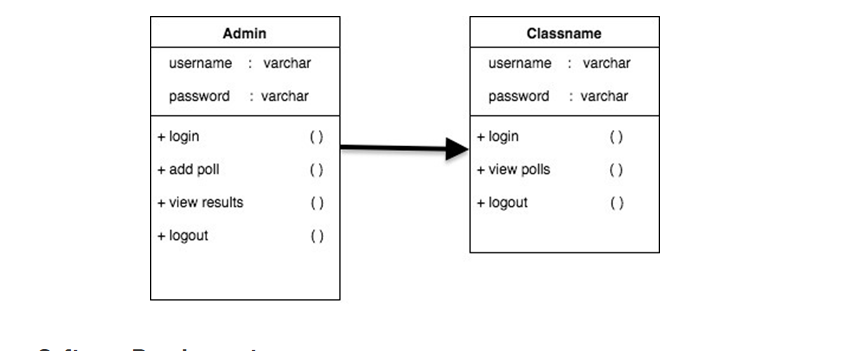 Admin
username : varchar
password : varchar
+ login ( )
+ add poll ( )
+ view results ( )
+ logout ( )
Classname
username : varchar
password : varchar
+ login ( )
+ view polls ( )
+ logout ( )